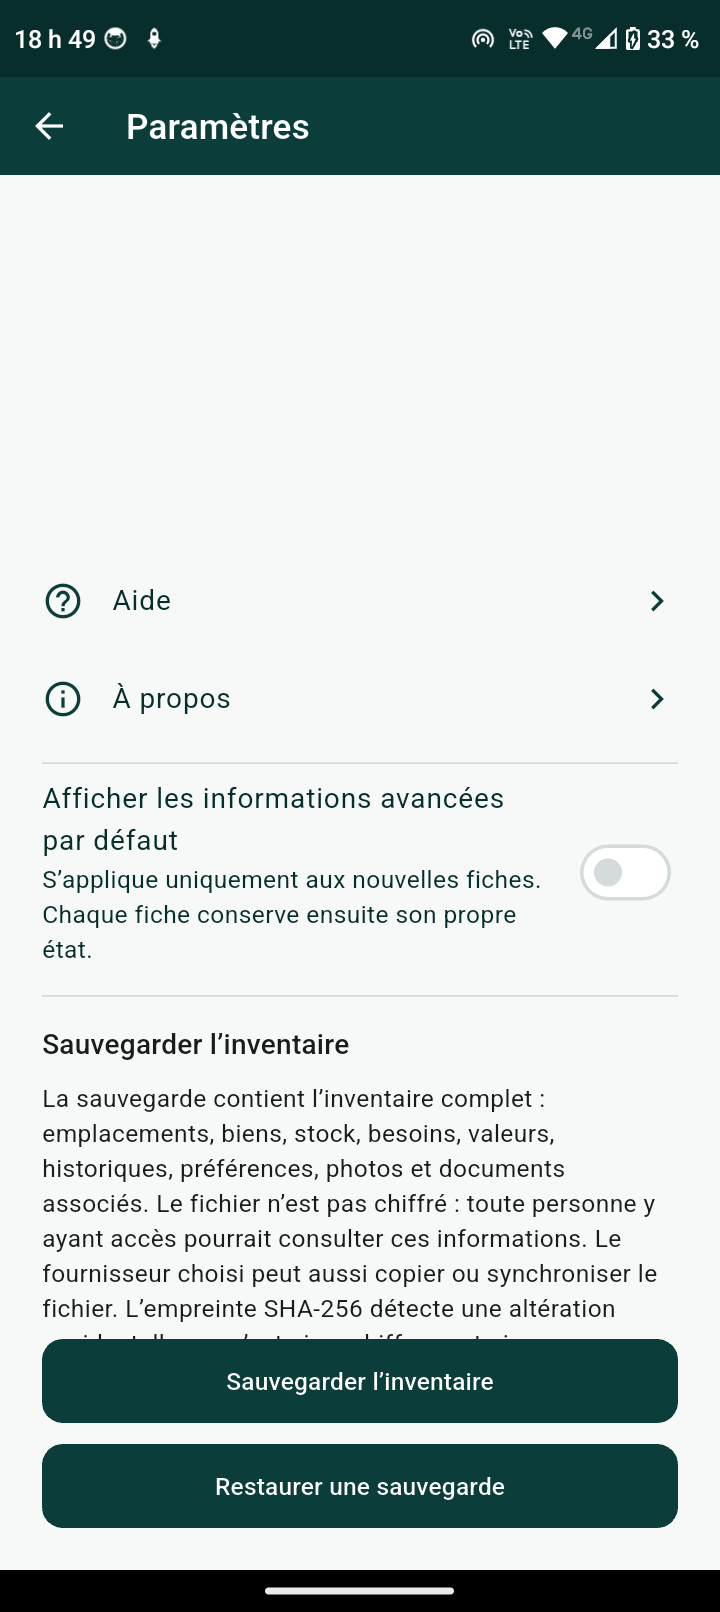 18 h 49
Vo LTE 4G 33 %
Paramètres
Aide
À propos
Afficher les informations avancées
par défaut
S’applique uniquement aux nouvelles fiches.
Chaque fiche conserve ensuite son propre
état.
Sauvegarder l’inventaire
La sauvegarde contient l’inventaire complet :
emplacements, biens, stock, besoins, valeurs,
historiques, préférences, photos et documents
associés. Le fichier n’est pas chiffré : toute personne y
ayant accès pourrait consulter ces informations. Le
fournisseur choisi peut aussi copier ou synchroniser le
fichier. L’empreinte SHA-256 détecte une altération
Sauvegarder l’inventaire
Restaurer une sauvegarde